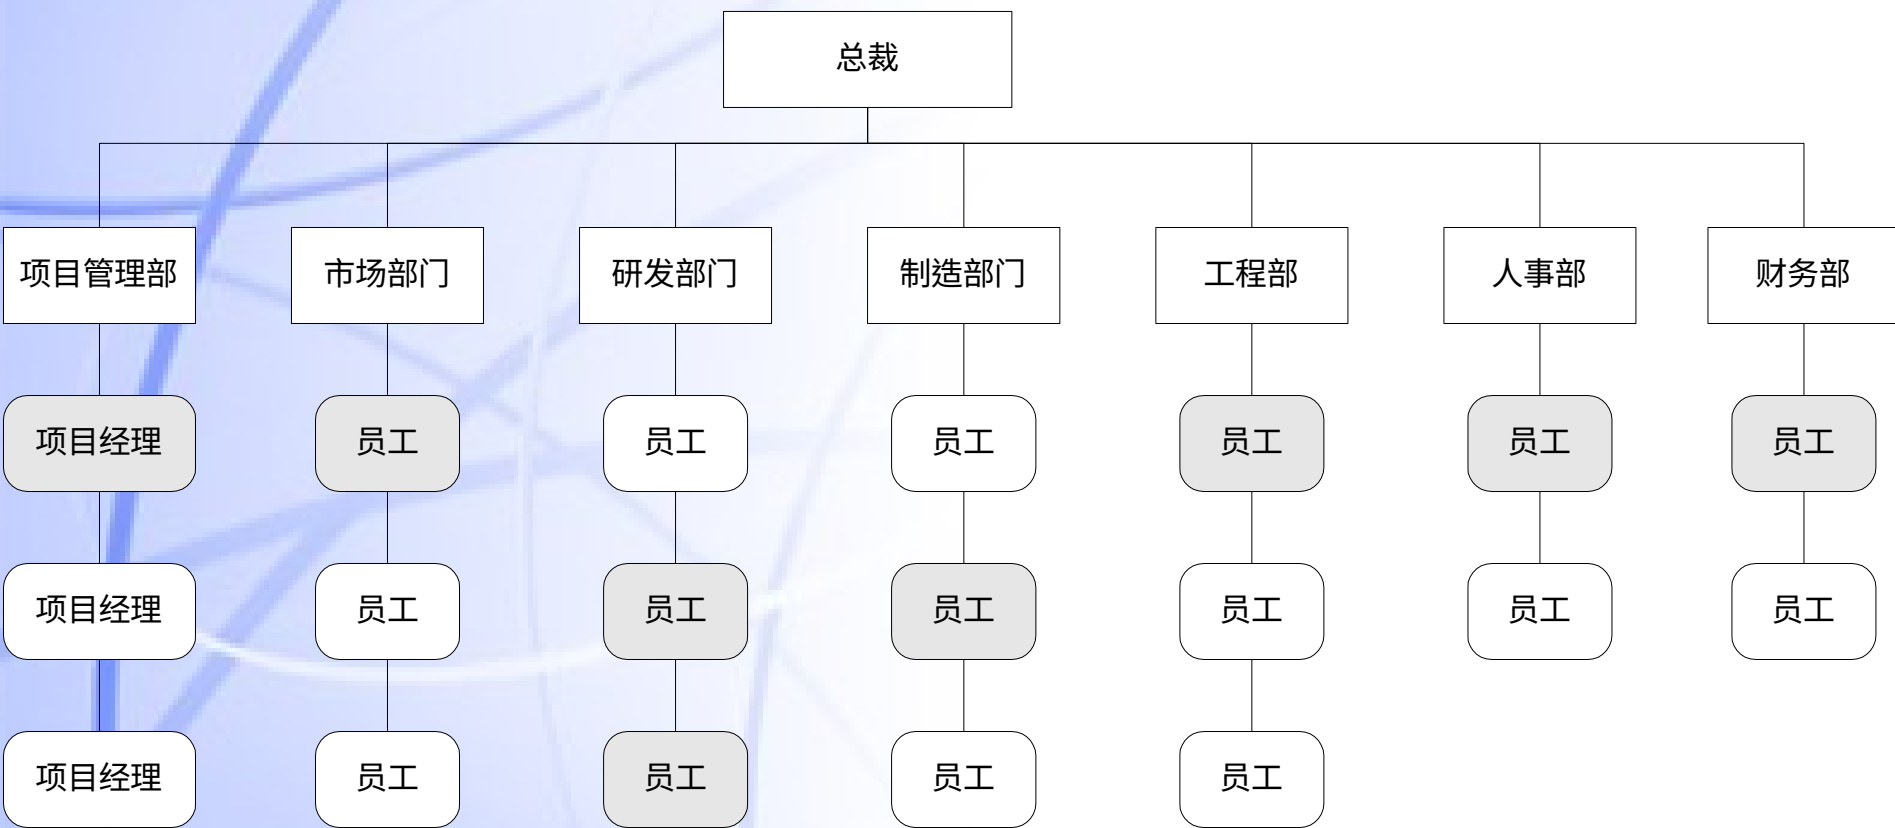 总裁
项目管理部
市场部门
研发部门
制造部门
工程部
人事部
财务部
项目经理
员工
员工
员工
员工
员工
员工
项目经理
员工
员工
员工
员工
员工
员工
项目经理
员工
员工
员工
员工